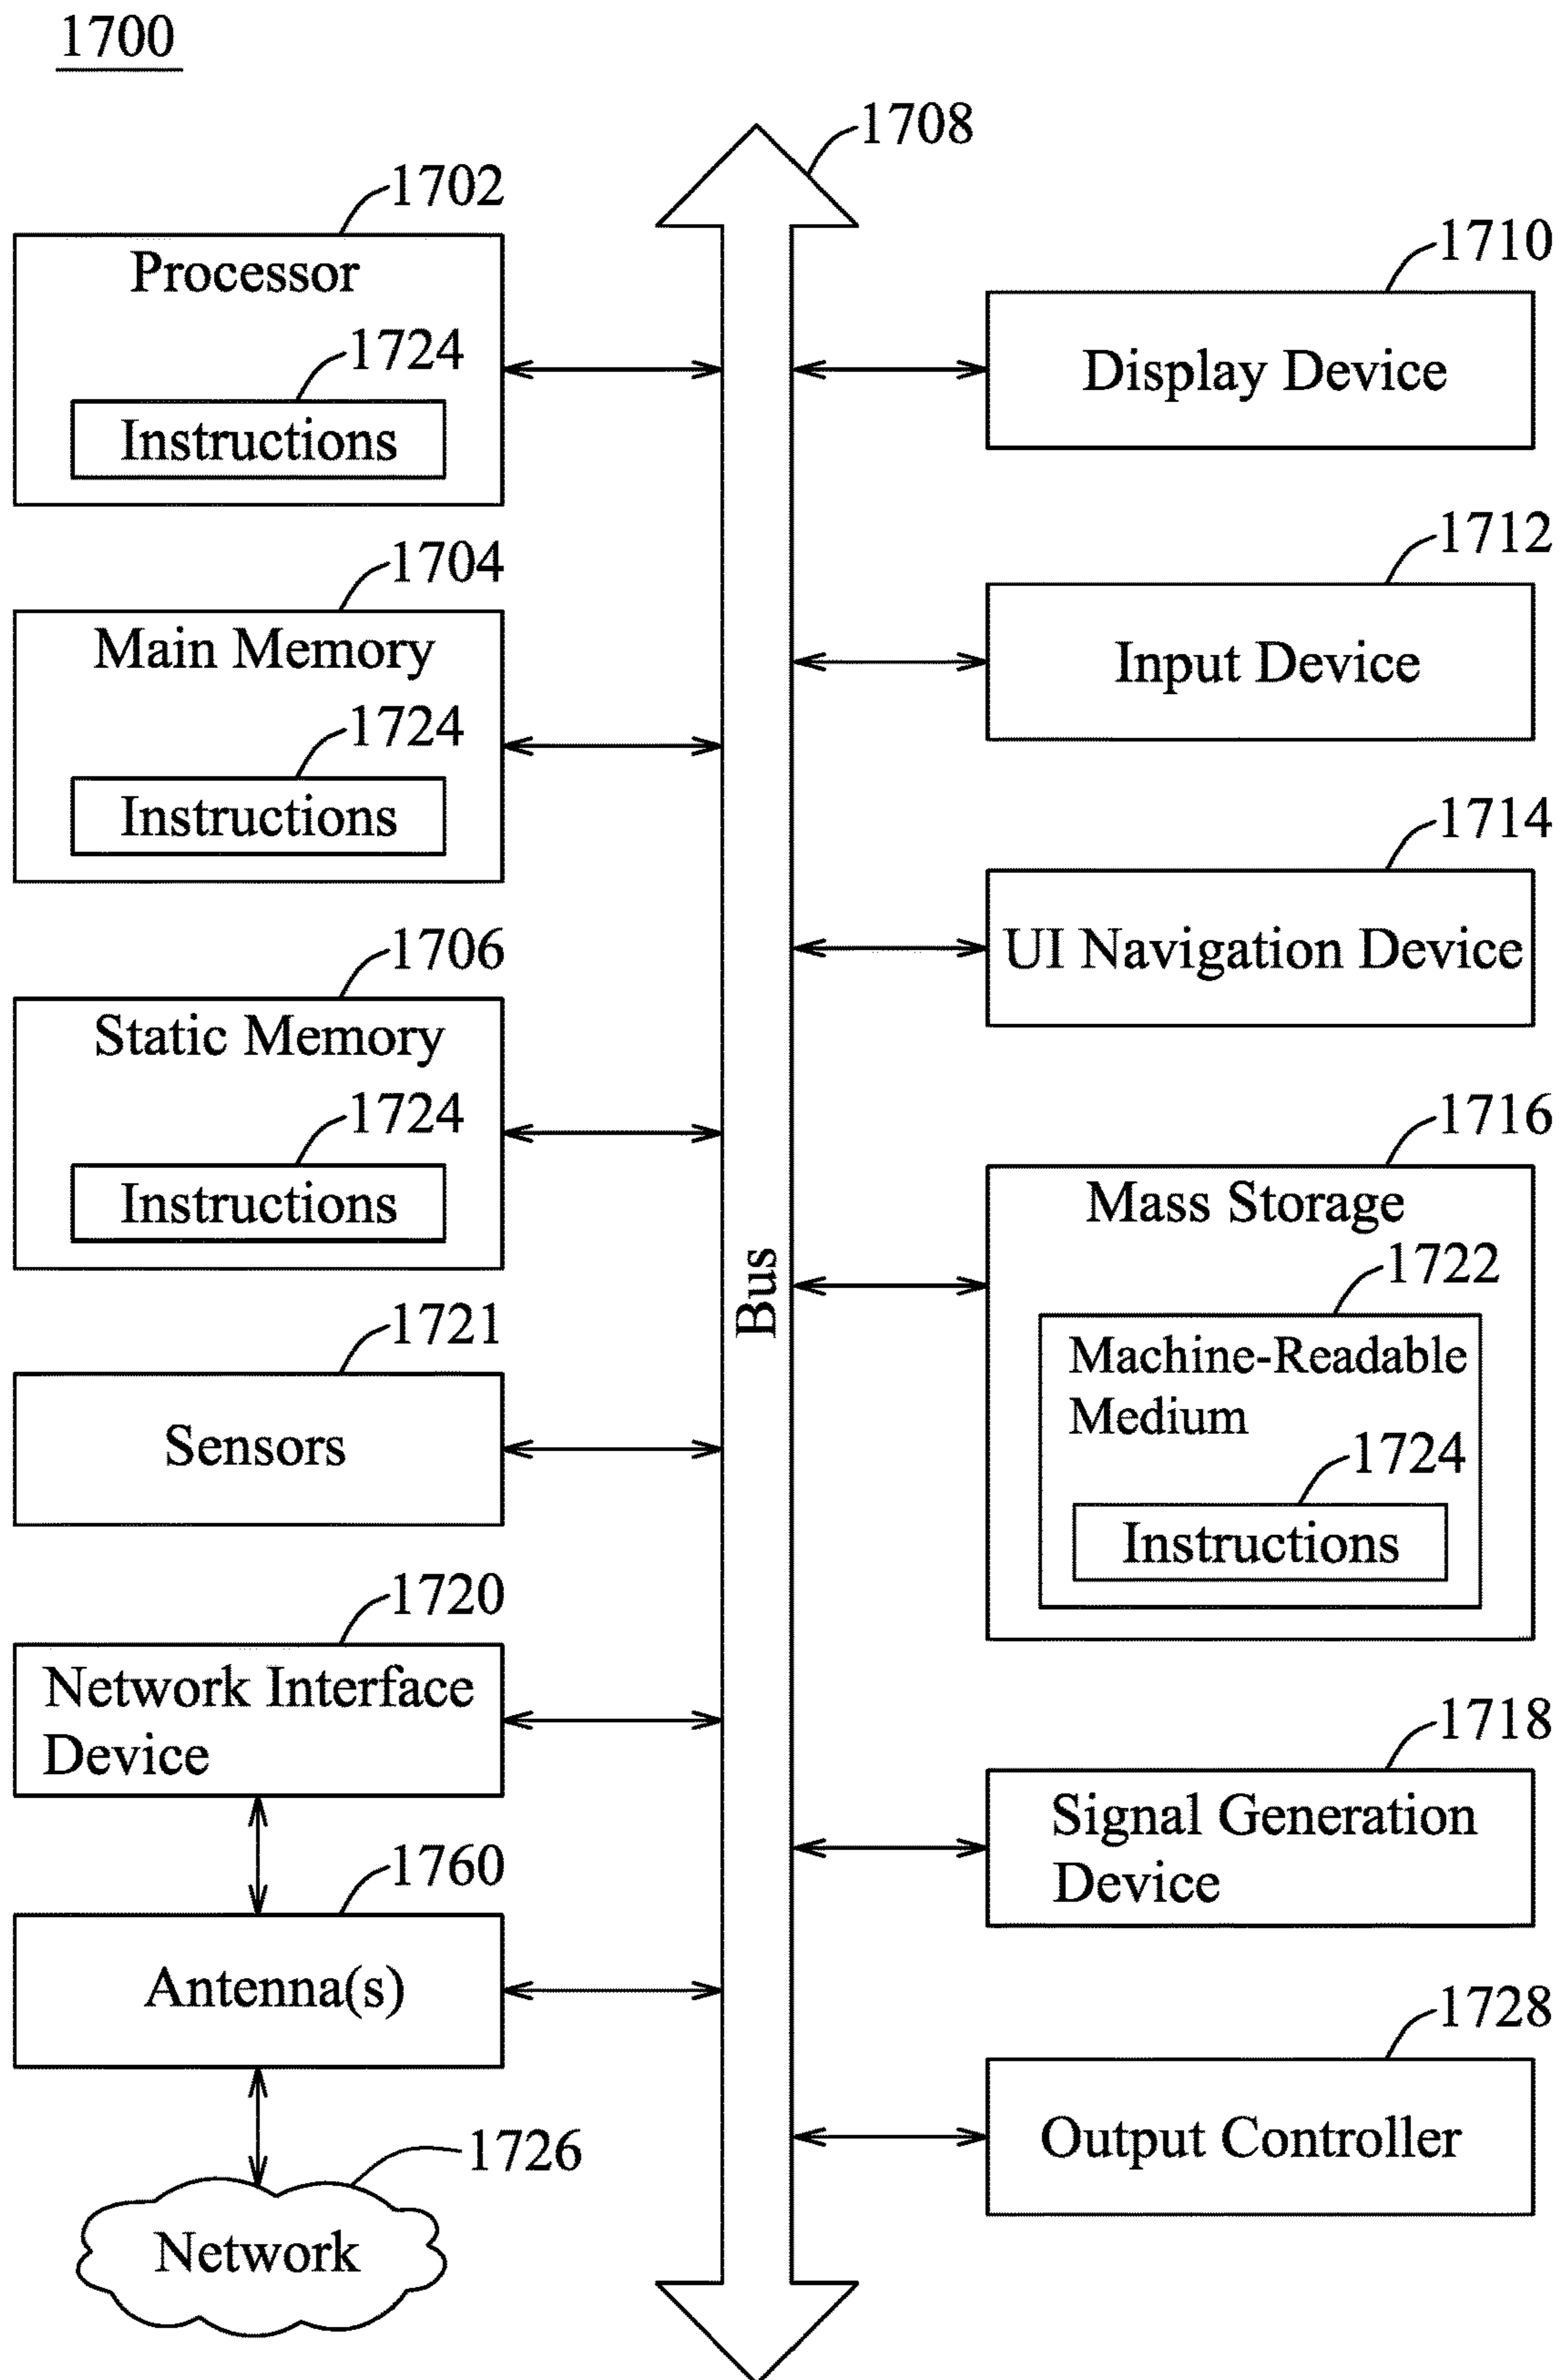 1700
1708
1702
Processor
1724
Instructions
1704
Main Memory
1724
Instructions
1706
Static Memory
1724
Instructions
1721
Sensors
1720
Network Interface
Device
1760
Antenna(s)
1726
Network
Bus
1710
Display Device
1712
Input Device
1714
UI Navigation Device
1716
Mass Storage
1722
Machine-Readable
Medium
1724
Instructions
1718
Signal Generation
Device
1728
Output Controller